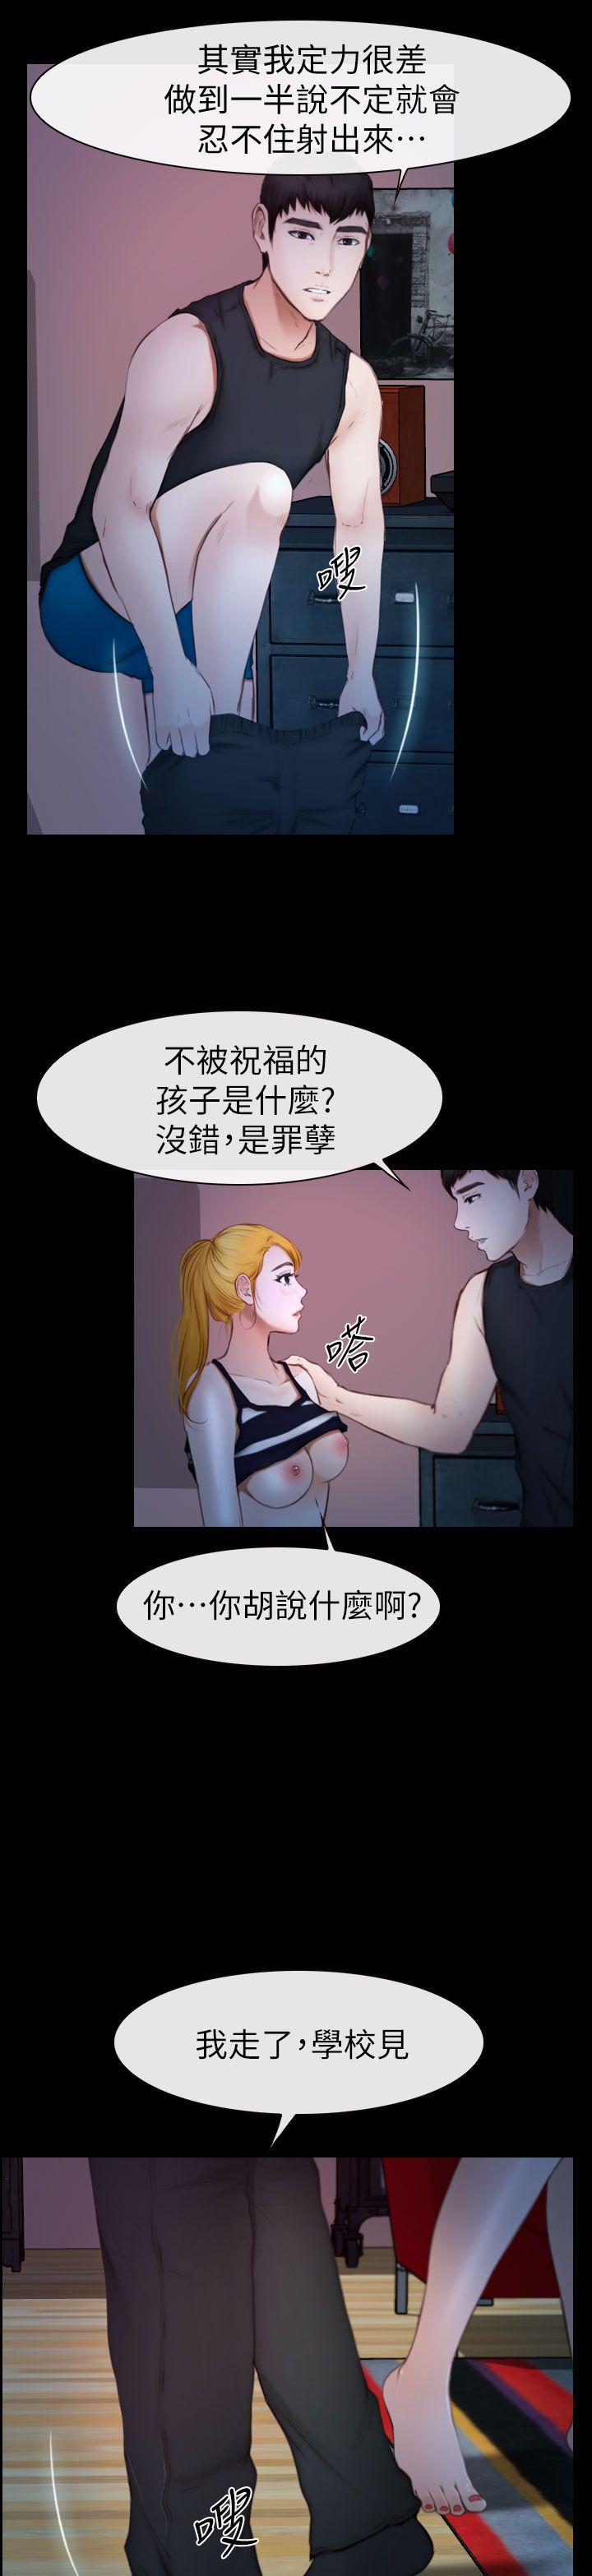 其實我定力很差
做到一半說不定就會
忍不住射出來⋯
嗖
不被祝福的
孩子是什麼?
沒錯,是罪孽
嗒
你⋯你胡說什麼啊?
我走了,學校見
嗖